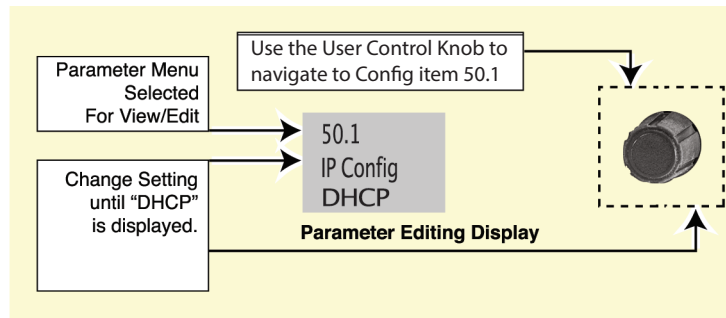 Use the User Control Knob to
navigate to Config item 50.1
Parameter Menu
Selected
For View/Edit
50.1
IP Config
DHCP
Change Setting
until “DHCP”
is displayed.
Parameter Editing Display